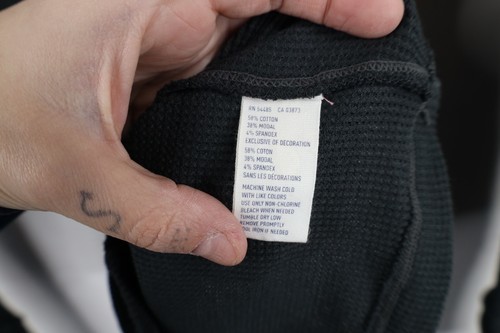 RN 54485 CA 03873
58% COTTON
38% MODAL
4% SPANDEX
EXCLUSIVE OF DECORATION
58% COTON
38% MODAL
4% SPANDEX
SANS LES DÉCORATIONS
MACHINE WASH COLD
WITH LIKE COLORS
USE ONLY NON-CHLORINE
BLEACH WHEN NEEDED
TUMBLE DRY LOW
REMOVE PROMPTLY
COOL IRON IF NEEDED